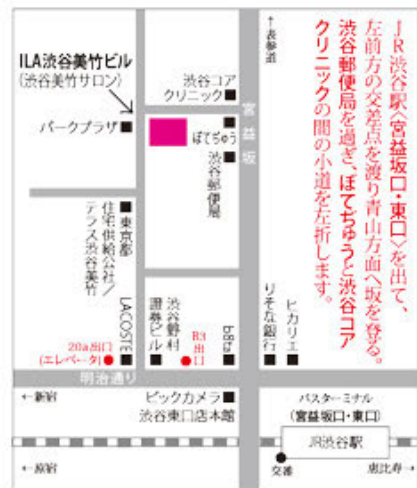 JR渋谷駅〈宮益坂口・東口〉を出て、
左前方の交差点を渡り青山方面へ坂を登る。
渋谷郵便局を過ぎ、ぼてぢゅうと渋谷コア
クリニックの間の小道を左折します。
←表参道
ILA渋谷美竹ビル
(渋谷美竹サロン)
渋谷コア
クリニック
宮益坂
パークプラザ
ぼてぢゅう
渋谷郵便局
東京都
住宅供給公社/
テラス渋谷美竹
LACOSTE
20a出口
(エレベータ)
渋谷野村
證券ビル
B3
出口
b8ta
りそな銀行
ヒカリエ
明治通り
←新宿
ビックカメラ
渋谷東口店本館
バスターミナル
(宮益坂口・東口)
JR渋谷駅
←原宿
交番
恵比寿→